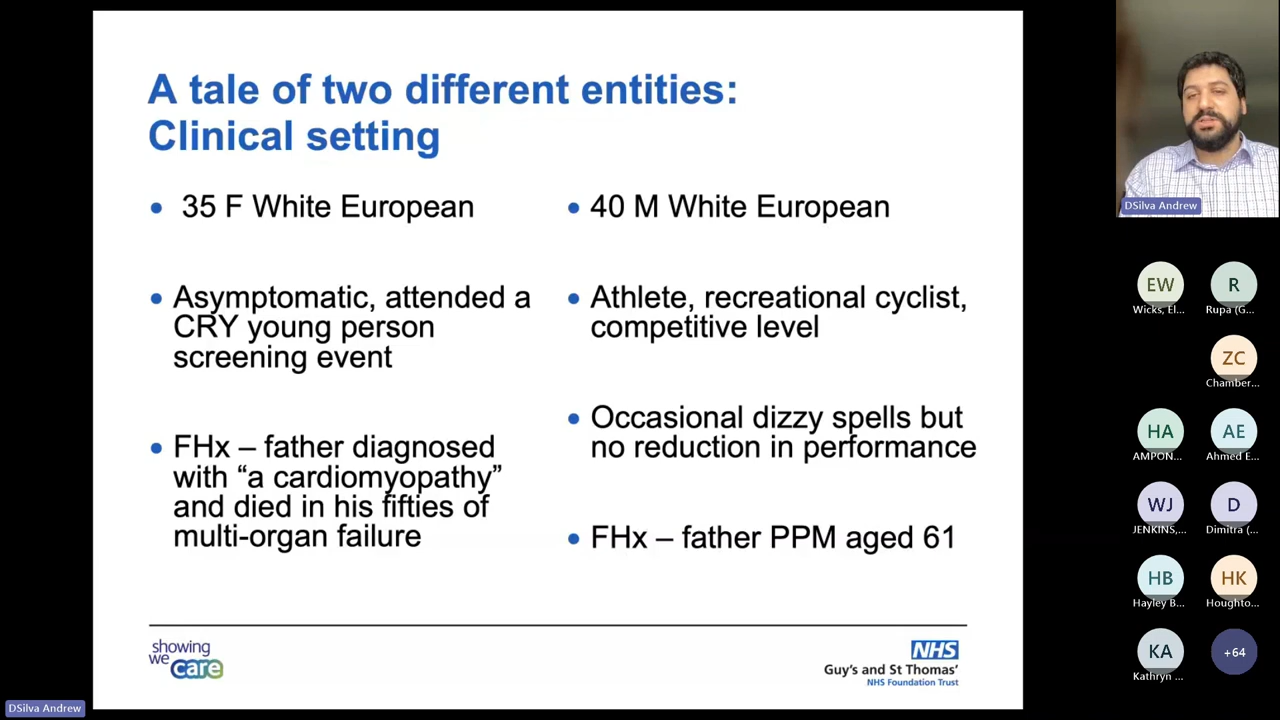 A tale of two different entities:
Clinical setting
• 35 F White European
• Asymptomatic, attended a
CRY young person
screening event
• FHx – father diagnosed
with “a cardiomyopathy”
and died in his fifties of
multi-organ failure
• 40 M White European
• Athlete, recreational cyclist,
competitive level
• Occasional dizzy spells but
no reduction in performance
• FHx – father PPM aged 61
showing
we care
NHS
Guy's and St Thomas'
NHS Foundation Trust
DSilva Andrew
EW
Wicks, El...
R
Rupa (G...
ZC
Chamber...
HA
AMPON...
AE
Ahmed E...
WJ
JENKINS,...
D
Dimitra (...
HB
Hayley B...
HK
Houghto...
KA
Kathryn ...
+64
DSilva Andrew